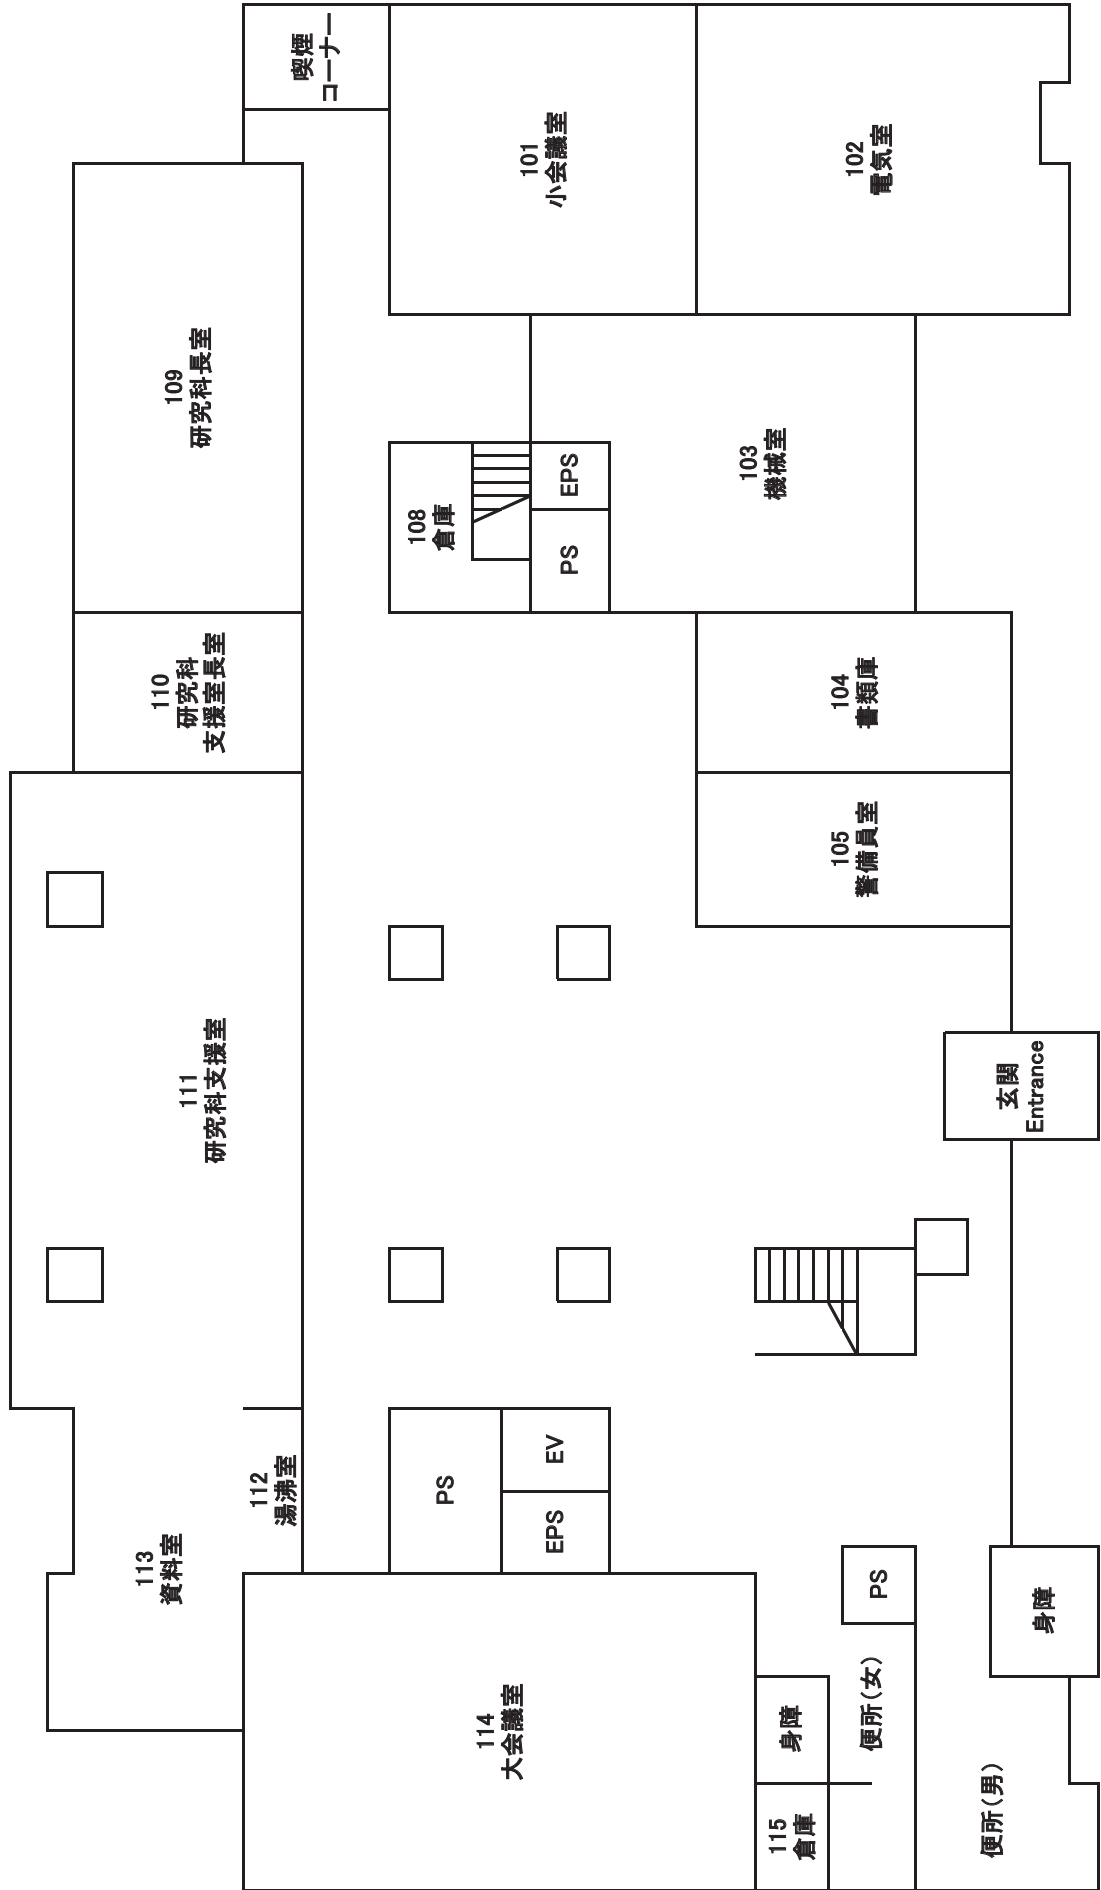 喫煙
コーナー
101
小会議室
102
電気室
109
研究科長室
103
機械室
108
倉庫
EPS
PS
110
研究科
支援室長室
104
書類庫
105
警備員室
111
研究科支援室
玄関
Entrance
112
湯沸室
PS
EV
EPS
113
資料室
PS
身障
114
大会議室
身障
便所(女)
115
倉庫
便所(男)